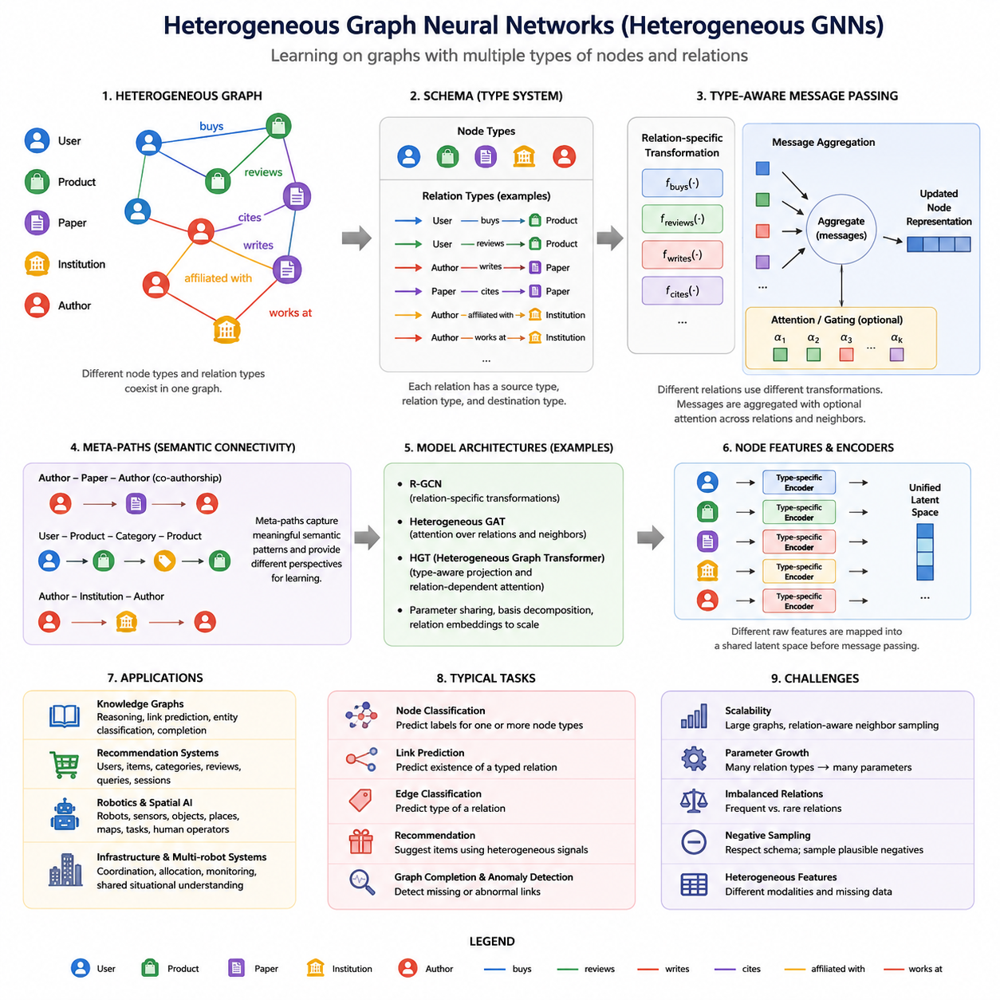 Heterogeneous Graph Neural Networks (Heterogeneous GNNs)
Learning on graphs with multiple types of nodes and relations
1. HETEROGENEOUS GRAPH
User
Product
Paper
Institution
Author
buys
reviews
cites
writes
affiliated with
works at
Different node types and relation types
coexist in one graph.
2. SCHEMA (TYPE SYSTEM)
Node Types
Relation Types (examples)
User buys Product
User reviews Product
Author writes Paper
Paper cites Paper
Author affiliated with Institution
Author works at Institution
...
Each relation has a source type,
relation type, and destination type.
3. TYPE-AWARE MESSAGE PASSING
Relation-specific
Transformation
f buys(·)
f reviews(·)
f writes(·)
f cites(·)
...
Message Aggregation
...
Aggregate
(messages)
Updated
Node
Representation
Attention / Gating (optional)
α1 α2 α3 ... αk
Different relations use different transformations.
Messages are aggregated with optional
attention across relations and neighbors.
4. META-PATHS (SEMANTIC CONNECTIVITY)
Author – Paper – Author (co-authorship)
User – Product – Category – Product
Author – Institution – Author
Meta-paths capture
meaningful semantic
patterns and provide
different perspectives
for learning.
5. MODEL ARCHITECTURES (EXAMPLES)
• R-GCN
(relation-specific transformations)
• Heterogeneous GAT
(attention over relations and neighbors)
• HGT (Heterogeneous Graph Transformer)
(type-aware projection and
relation-dependent attention)
• Parameter sharing, basis decomposition,
relation embeddings to scale
6. NODE FEATURES & ENCODERS
Type-specific
Encoder
Type-specific
Encoder
Type-specific
Encoder
Type-specific
Encoder
Type-specific
Encoder
Unified
Latent
Space
...
Different raw features are mapped into
a shared latent space before message passing.
7. APPLICATIONS
Knowledge Graphs
Reasoning, link prediction, entity
classification, completion
Recommendation Systems
Users, items, categories, reviews,
queries, sessions
Robotics & Spatial AI
Robots, sensors, objects, places,
maps, tasks, human operators
Infrastructure & Multi-robot Systems
Coordination, allocation, monitoring,
shared situational understanding
8. TYPICAL TASKS
Node Classification
Predict labels for one or more node types
Link Prediction
Predict existence of a typed relation
Edge Classification
Predict type of a relation
Recommendation
Suggest items using heterogeneous signals
Graph Completion & Anomaly Detection
Detect missing or abnormal links
9. CHALLENGES
Scalability
Large graphs, relation-aware neighbor sampling
Parameter Growth
Many relation types → many parameters
Imbalanced Relations
Frequent vs. rare relations
Negative Sampling
Respect schema; sample plausible negatives
Heterogeneous Features
Different modalities and missing data
LEGEND
User Product Paper Institution Author buys reviews writes cites affiliated with works at